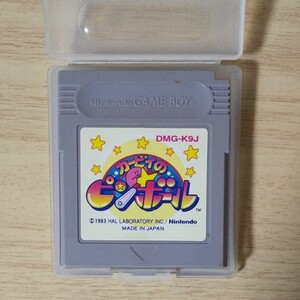 Nintendo GAME BOY
DMG-K9J
カービィの
ピンボール
TM
© 1993 HAL LABORATORY INC./Nintendo
MADE IN JAPAN